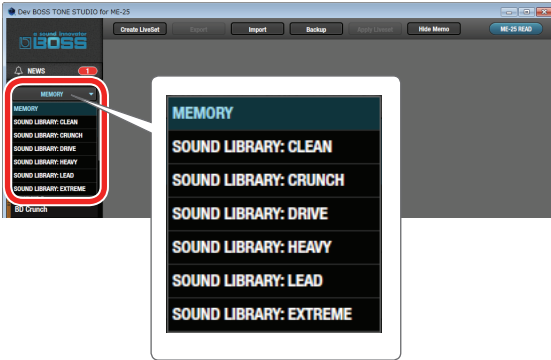 Dev BOSS TONE STUDIO for ME-25
a sound innovator
BOSS
Create LiveSet
Export
Import
Backup
Apply Liveset
Hide Memo
ME-25 READ
NEWS
1
MEMORY
MEMORY
SOUND LIBRARY: CLEAN
SOUND LIBRARY: CRUNCH
SOUND LIBRARY: DRIVE
SOUND LIBRARY: HEAVY
SOUND LIBRARY: LEAD
SOUND LIBRARY: EXTREME
BD Crunch
MEMORY
SOUND LIBRARY: CLEAN
SOUND LIBRARY: CRUNCH
SOUND LIBRARY: DRIVE
SOUND LIBRARY: HEAVY
SOUND LIBRARY: LEAD
SOUND LIBRARY: EXTREME